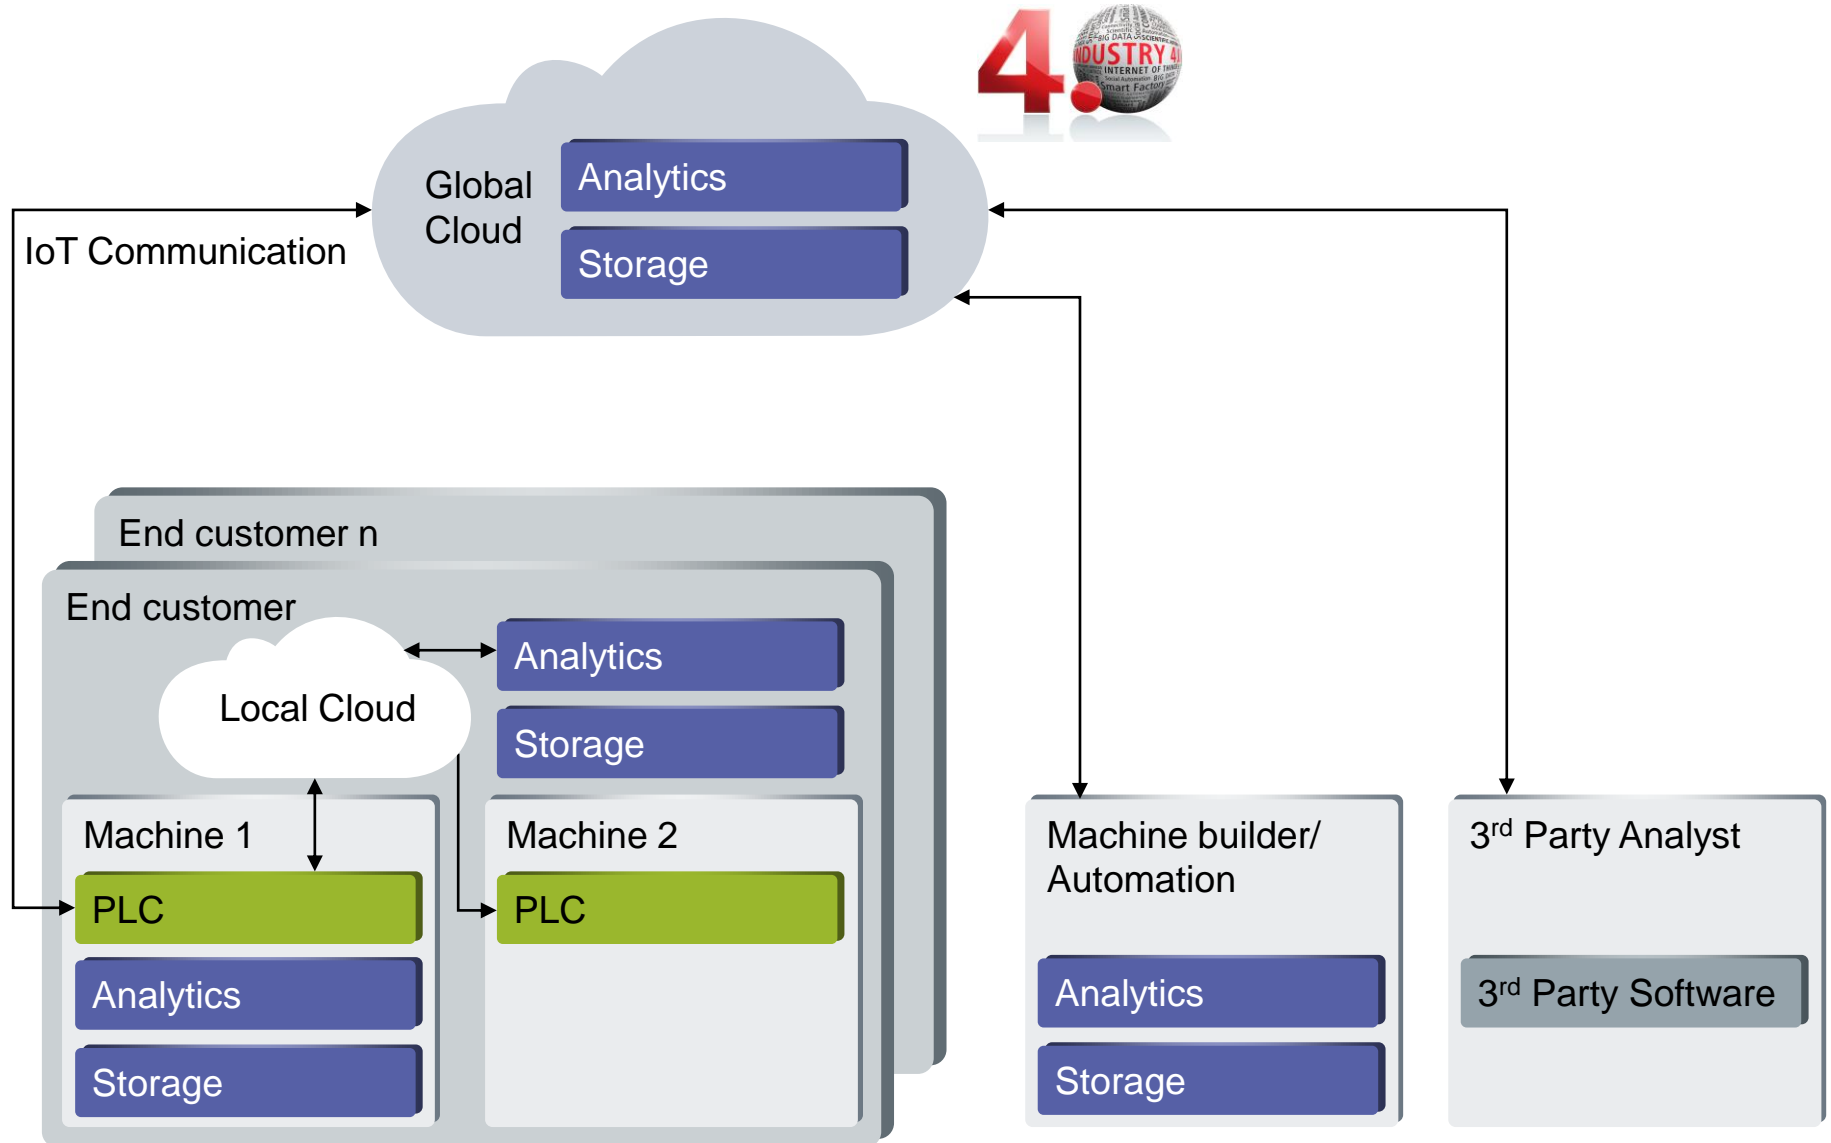 4.0
BIG DATA
INDUSTRY 4.
INTERNET OF THINGS
Smart Factory
Global
Cloud
Analytics
Storage
IoT Communication
End customer n
End customer
Local Cloud
Analytics
Storage
Machine 1
PLC
Analytics
Storage
Machine 2
PLC
Machine builder/
Automation
Analytics
Storage
3rd Party Analyst
3rd Party Software